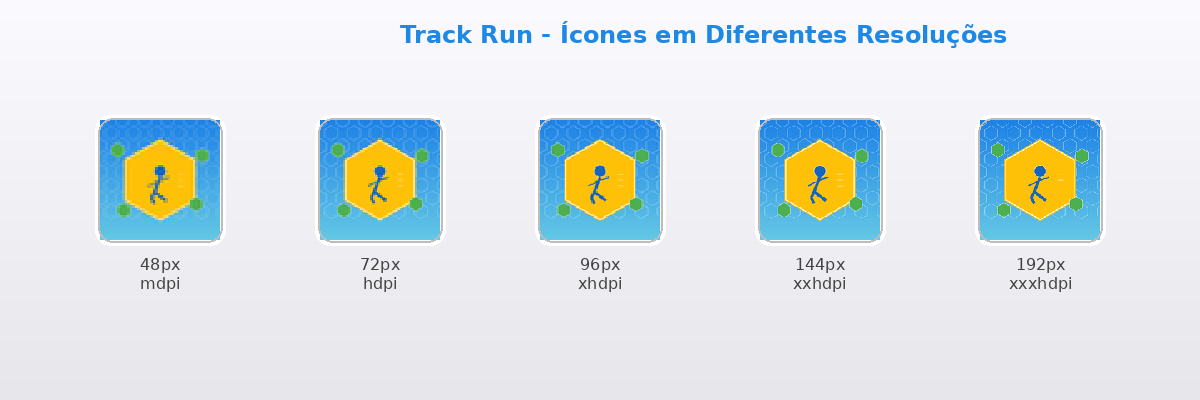 Track Run - Ícones em Diferentes Resoluções
48px
mdpi
72px
hdpi
96px
xhdpi
144px
xxhdpi
192px
xxxhdpi